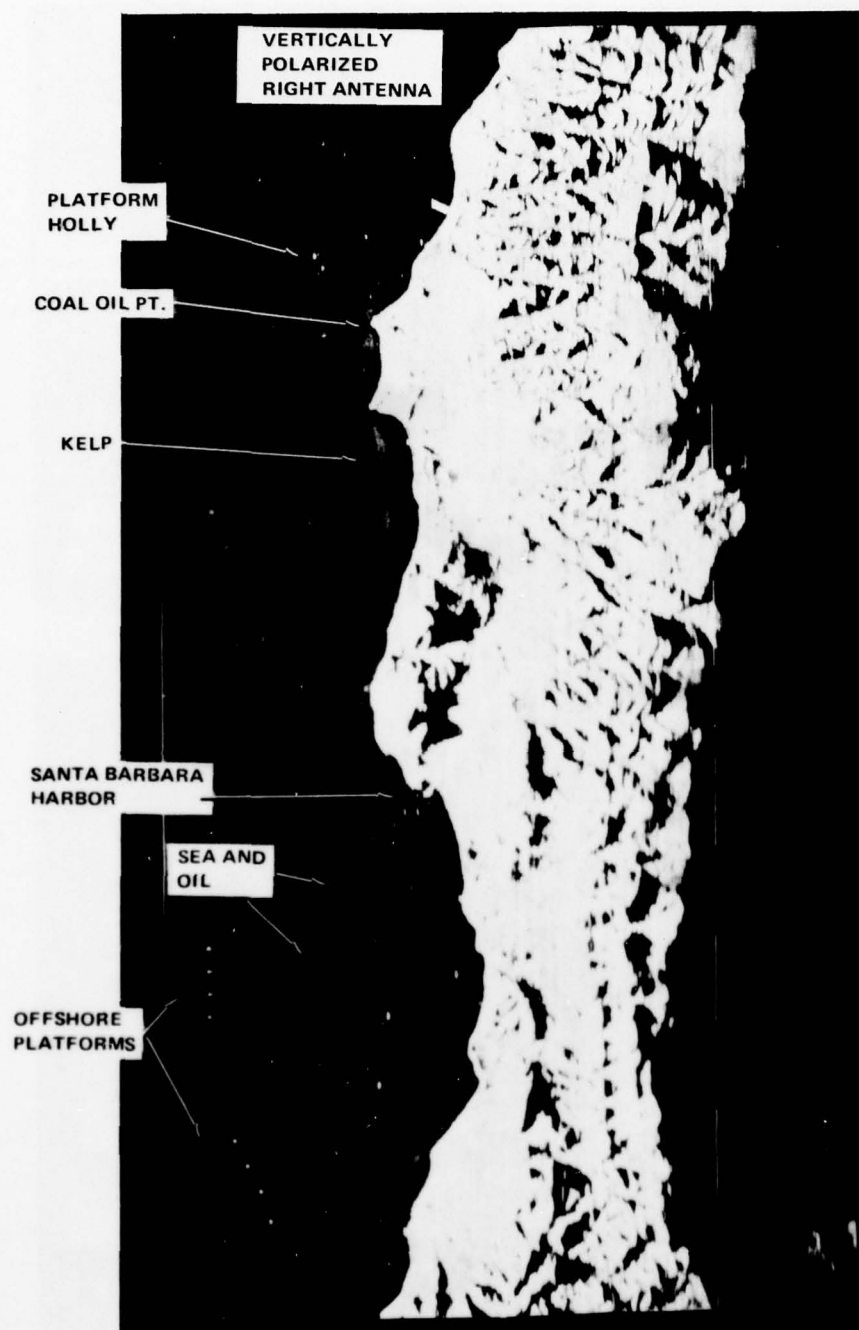 VERTICALLY
POLARIZED
RIGHT ANTENNA
PLATFORM
HOLLY
COAL OIL PT.
KELP
SANTA BARBARA
HARBOR
SEA AND
OIL
OFFSHORE
PLATFORMS